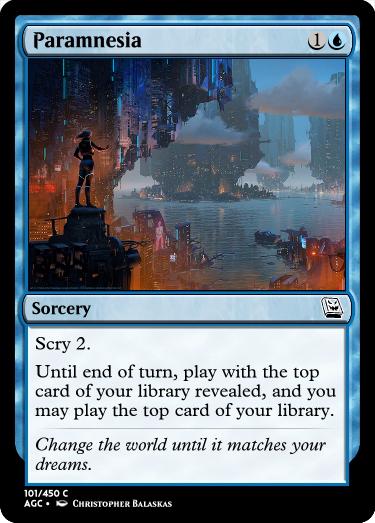 Paramnesia 1
Sorcery
Scry 2.
Until end of turn, play with the top
card of your library revealed, and you
may play the top card of your library.
Change the world until it matches your
dreams.
101/450 C
AGC • Christopher Balaskas